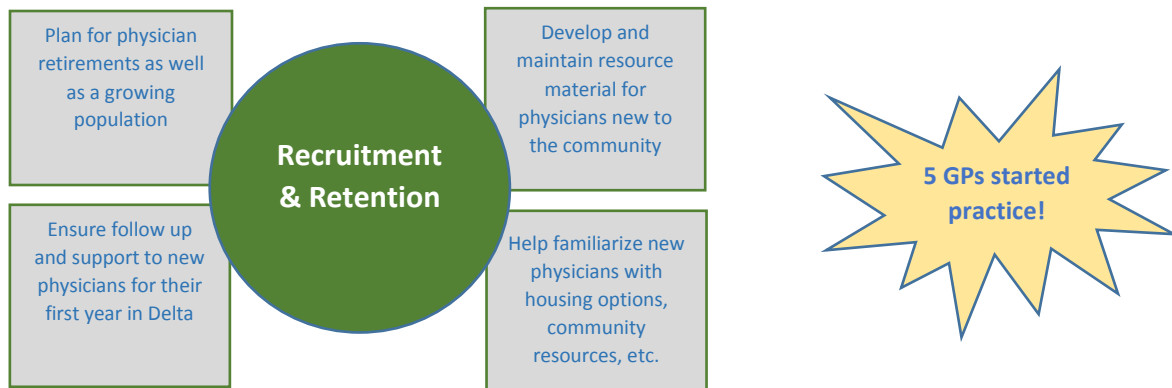 Plan for physician
retirements as well
as a growing
population
Develop and
maintain resource
material for
physicians new to
the community
Recruitment
& Retention
5 GPs started
practice!
Ensure follow up
and support to new
physicians for their
first year in Delta
Help familiarize new
physicians with
housing options,
community
resources, etc.